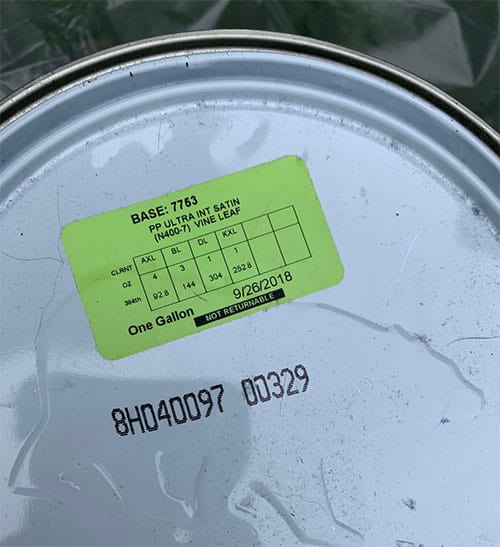 BASE: 7753
PP ULTRA INT SATIN
(N400-7) VINE LEAF
CLRNT AXL BL DL KXL
OZ 4 3 1 1
384th 92.8 144 304 252.8
One Gallon 9/26/2018
NOT RETURNABLE
8H040097 00329